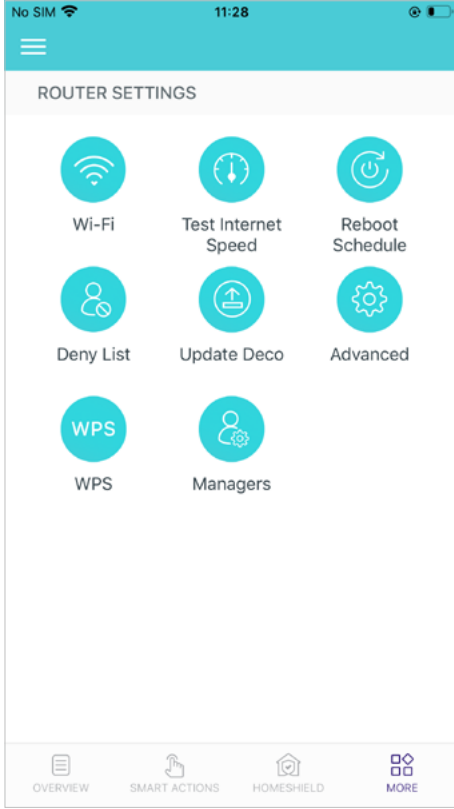 No SIM 11:28
ROUTER SETTINGS
Wi-Fi
Test Internet
Speed
Reboot
Schedule
Deny List
Update Deco
Advanced
WPS
WPS
Managers
OVERVIEW
SMART ACTIONS
HOMESHIELD
MORE